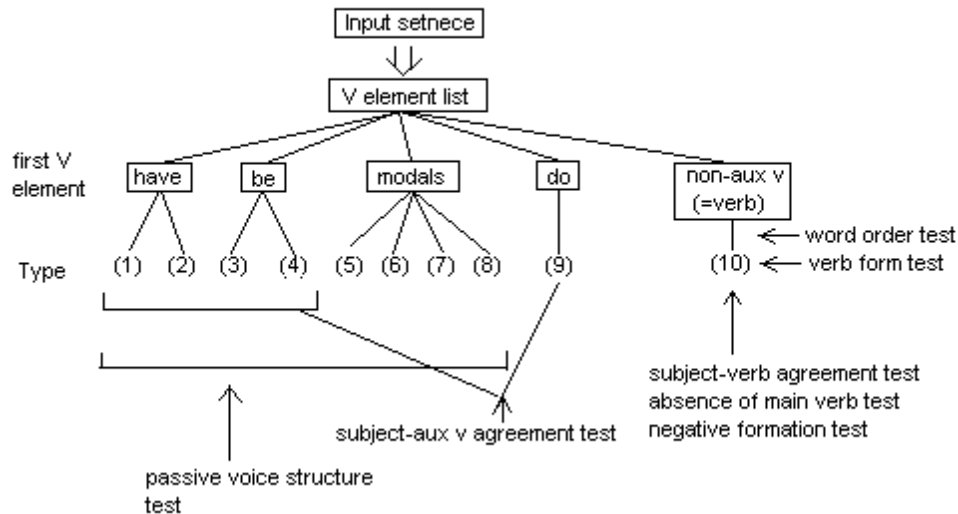 Input setnece
V element list
first V
element
have
be
modals
do
non-aux v
(=verb)
word order test
Type
(1)
(2)
(3)
(4)
(5)
(6)
(7)
(8)
(9)
(10)
verb form test
subject-verb agreement test
absence of main verb test
negative formation test
subject-aux v agreement test
passive voice structure
test